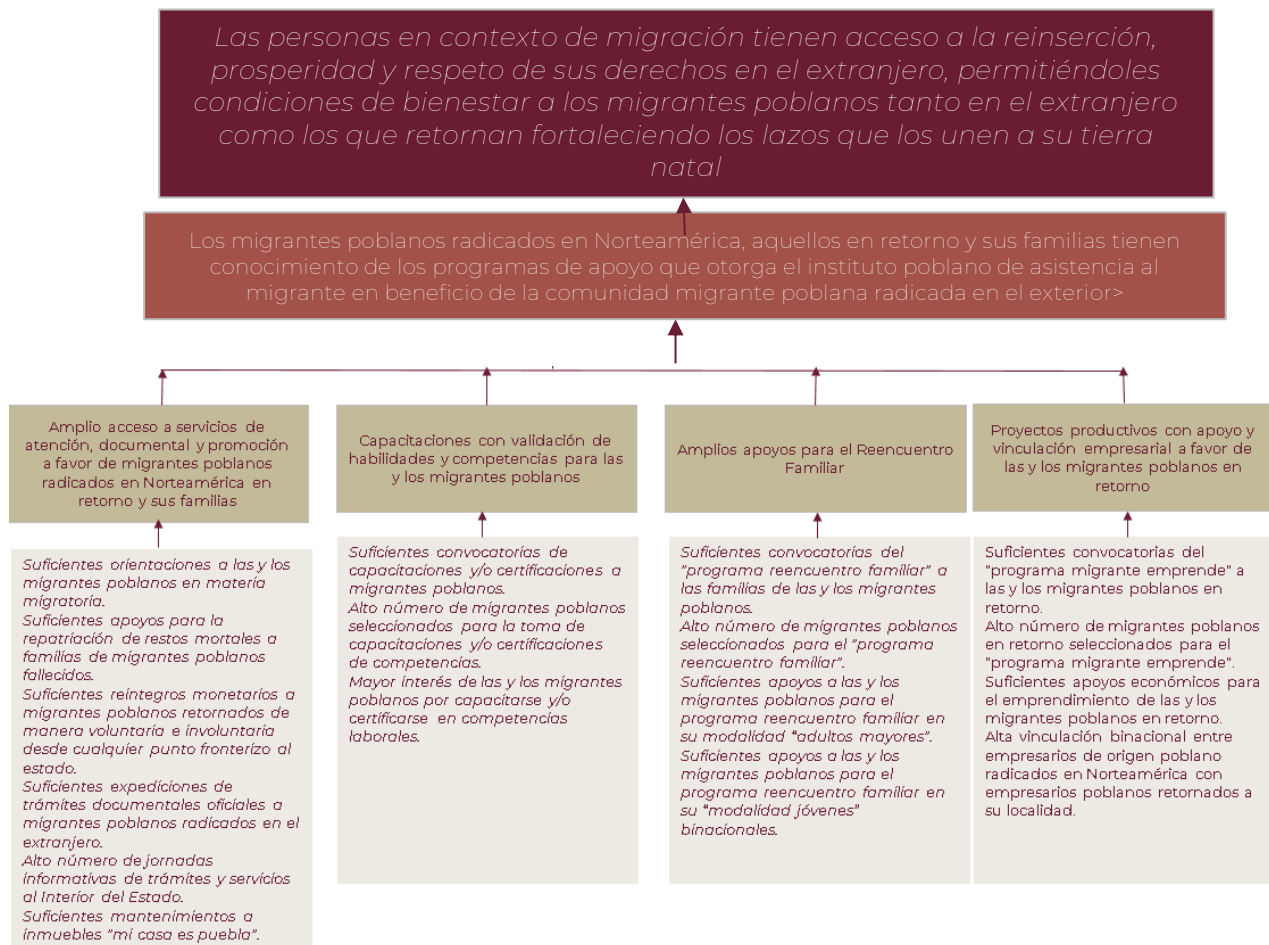 Las personas en contexto de migración tienen acceso a la reinserción,
prosperidad y respeto de sus derechos en el extranjero, permitiéndoles
condiciones de bienestar a los migrantes poblanos tanto en el extranjero
como los que retornan fortaleciendo los lazos que los unen a su tierra
natal
Los migrantes poblanos radicados en Norteamérica, aquellos en retorno y sus familias tienen
conocimiento de los programas de apoyo que otorga el instituto poblano de asistencia al
migrante en beneficio de la comunidad migrante poblana radicada en el exterior>
Amplio acceso a servicios de
atención, documental y promoción
a favor de migrantes poblanos
radicados en Norteamérica en
retorno y sus familias
Suficientes orientaciones a las y los
migrantes poblanos en materia
migratoria.
Suficientes apoyos para la
repatriación de restos mortales a
familias de migrantes poblanos
fallecidos.
Suficientes reintegros monetarios a
migrantes poblanos retornados de
manera voluntaria e involuntaria
desde cualquier punto fronterizo al
estado.
Suficientes expediciones de
trámites documentales oficiales a
migrantes poblanos radicados en el
extranjero.
Alto número de jornadas
informativas de trámites y servicios
al Interior del Estado.
Suficientes mantenimientos a
inmuebles "mi casa es puebla".
Capacitaciones con validación de
habilidades y competencias para las
y los migrantes poblanos
Suficientes convocatorias de
capacitaciones y/o certificaciones a
migrantes poblanos.
Alto número de migrantes poblanos
seleccionados para la toma de
capacitaciones y/o certificaciones
de competencias.
Mayor interés de las y los migrantes
poblanos por capacitarse y/o
certificarse en competencias
laborales.
Amplios apoyos para el Reencuentro
Familiar
Suficientes convocatorias del
"programa reencuentro familiar" a
las familias de las y los migrantes
poblanos.
Alto número de migrantes poblanos
seleccionados para el "programa
reencuentro familiar".
Suficientes apoyos a las y los
migrantes poblanos para el
programa reencuentro familiar en
su modalidad “adultos mayores”.
Suficientes apoyos a las y los
migrantes poblanos para el
programa reencuentro familiar en
su “modalidad jóvenes”
binacionales.
Proyectos productivos con apoyo y
vinculación empresarial a favor de
las y los migrantes poblanos en
retorno
Suficientes convocatorias del
"programa migrante emprende" a
las y los migrantes poblanos en
retorno.
Alto número de migrantes poblanos
en retorno seleccionados para el
"programa migrante emprende".
Suficientes apoyos económicos para
el emprendimiento de las y los
migrantes poblanos en retorno.
Alta vinculación binacional entre
empresarios de origen poblano
radicados en Norteamérica con
empresarios poblanos retornados a
su localidad.